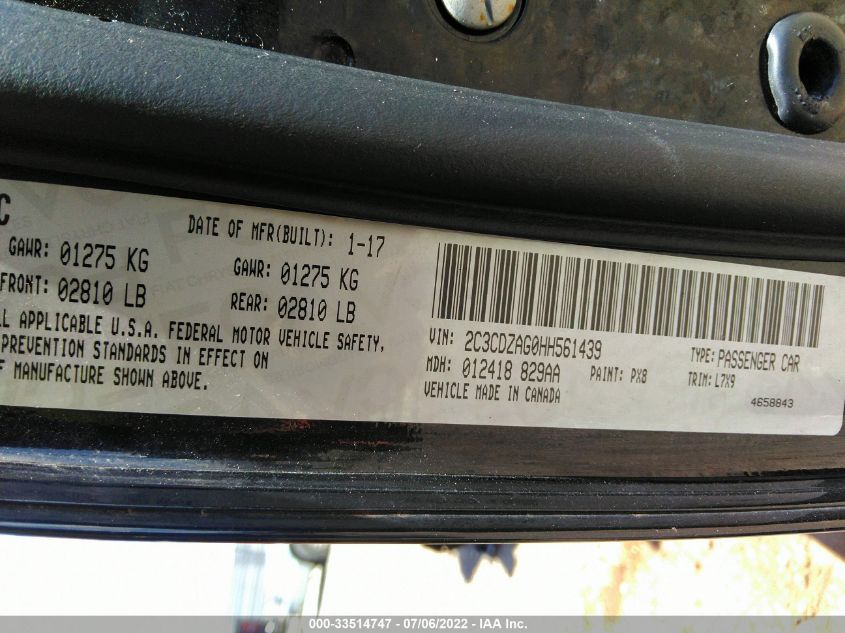 C
DATE OF MFR(BUILT): 1-17
GAWR: 01275 KG GAWR: 01275 KG
FRONT: 02810 LB REAR: 02810 LB
ALL APPLICABLE U.S.A. FEDERAL MOTOR VEHICLE SAFETY,
PREVENTION STANDARDS IN EFFECT ON
OF MANUFACTURE SHOWN ABOVE.
VIN: 2C3CDZAG0HH561439 TYPE: PASSENGER CAR
MDH: 012418 829AA PAINT: PX8 TRIM: L7X9
VEHICLE MADE IN CANADA
4658843
000-33514747 - 07/06/2022 - IAA Inc.